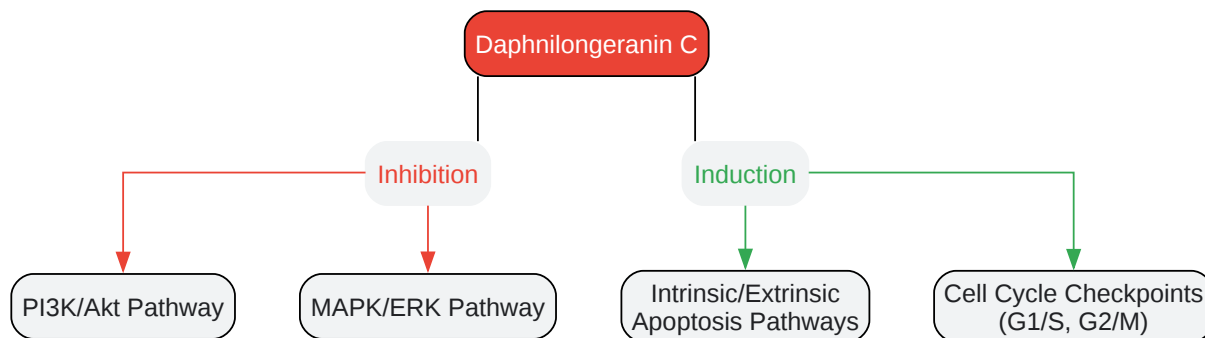 Daphnilongeranin C
Inhibition
Induction
PI3K/Akt Pathway
MAPK/ERK Pathway
Intrinsic/Extrinsic
Apoptosis Pathways
Cell Cycle Checkpoints
(G1/S, G2/M)